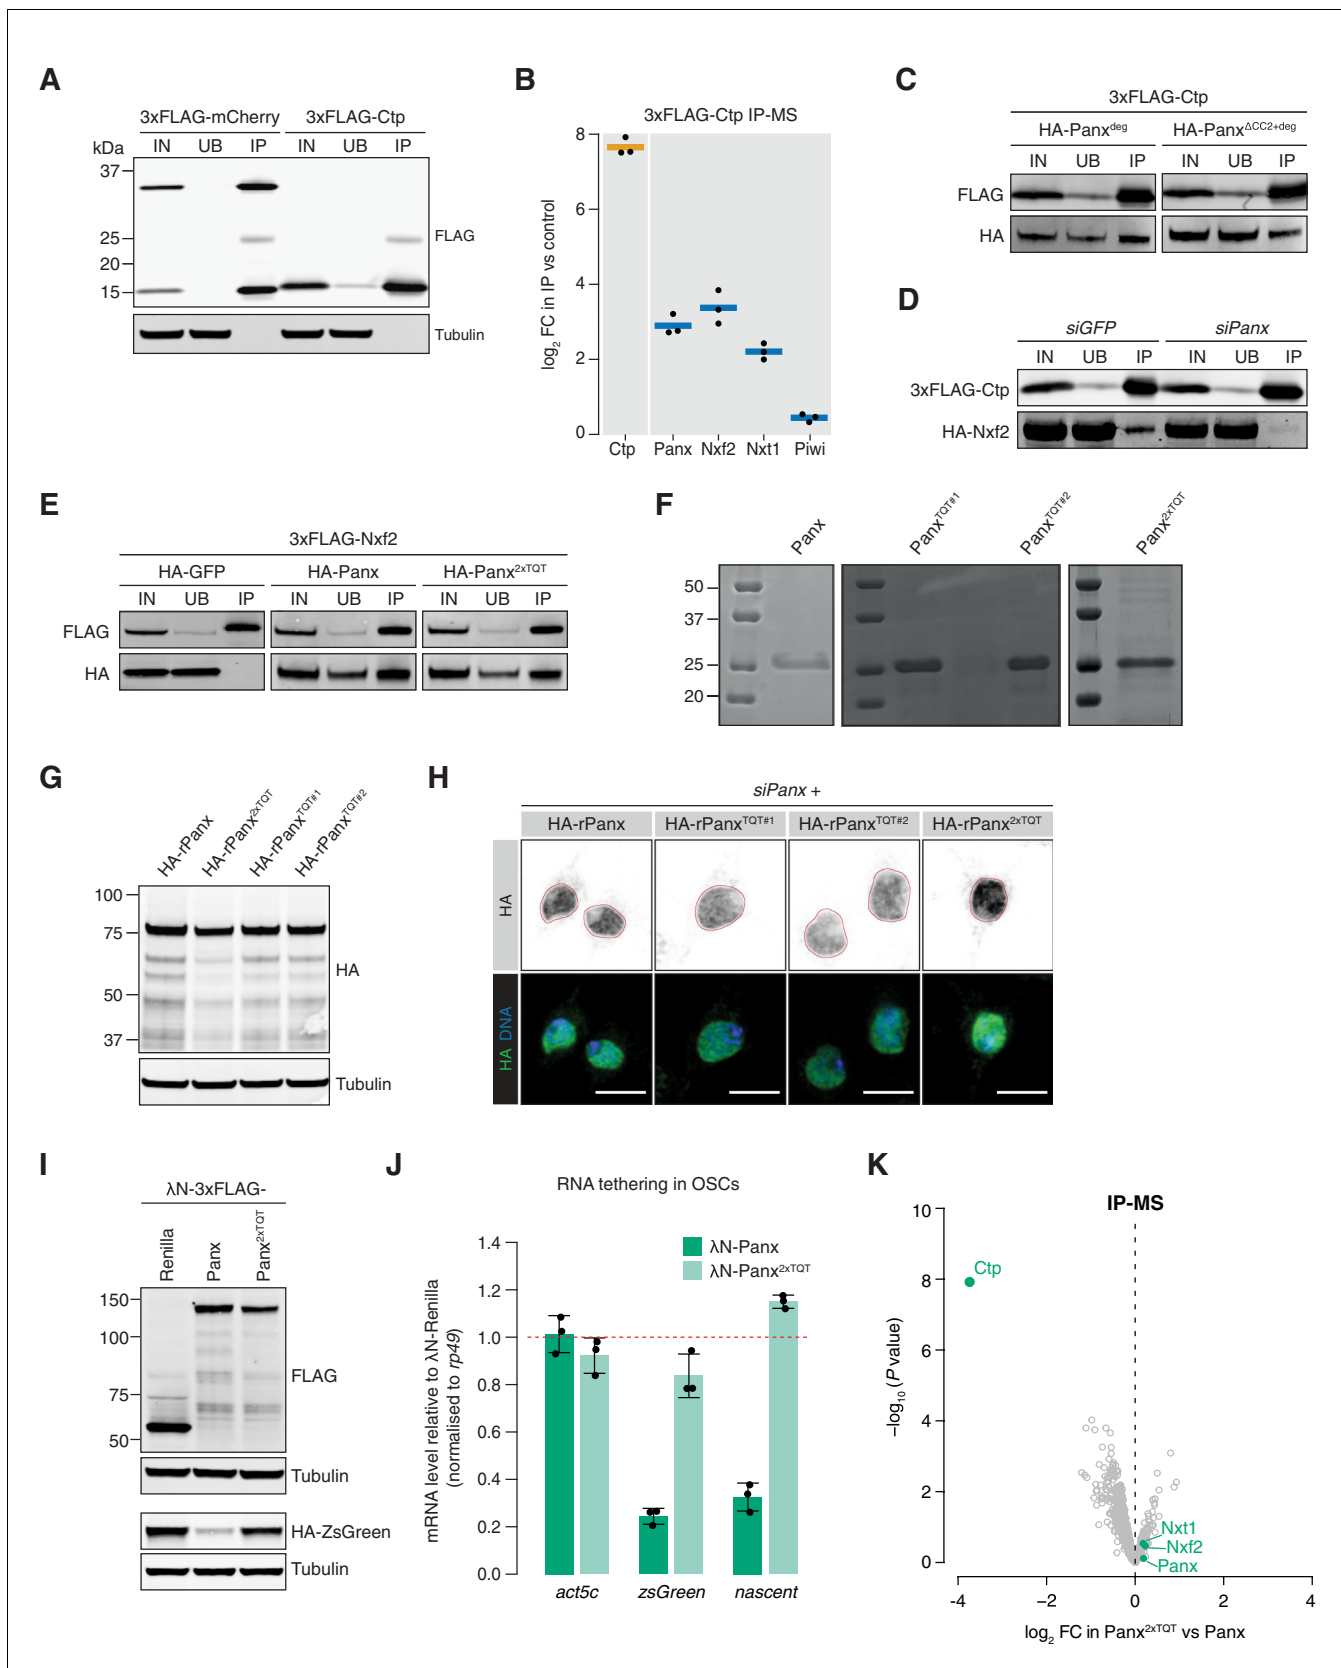 A
3xFLAG-mCherry 3xFLAG-Ctp
kDa IN UB IP IN UB IP
37
25
20
15
FLAG
Tubulin
B
3xFLAG-Ctp IP-MS
log2 FC in IP vs control
8
6
4
2
0
Ctp Panx Nxf2 Nxt1 Piwi
C
3xFLAG-Ctp
HA-Panxdeg HA-PanxΔCC2+deg
IN UB IP IN UB IP
FLAG
HA
D
siGFP siPanx
IN UB IP IN UB IP
3xFLAG-Ctp
HA-Nxf2
E
3xFLAG-Nxf2
HA-GFP HA-Panx HA-Panx2xTQT
IN UB IP IN UB IP IN UB IP
FLAG
HA
F
Panx PanxTQT#1 PanxTQT#2 Panx2xTQT
50
37
25
20
G
HA-rPanx HA-rPanx2xTQT HA-rPanxTQT#1 HA-rPanxTQT#2
100
75
50
37
HA
Tubulin
H
siPanx +
HA-rPanx HA-rPanxTQT#1 HA-rPanxTQT#2 HA-rPanx2xTQT
HA
HA DNA
I
λN-3xFLAG-
Renilla Panx Panx2xTQT
150
100
75
50
FLAG
Tubulin
HA-ZsGreen
Tubulin
J
RNA tethering in OSCs
λN-Panx
λN-Panx2xTQT
mRNA level relative to λN-Renilla
(normalised to rp49)
1.4
1.2
1.0
0.8
0.6
0.4
0.2
0.0
act5c zsGreen nascent
K
IP-MS
−log10 (P value)
10
8
6
4
2
0
Ctp
Nxt1
Nxf2
Panx
-4 −2 0 2 4
log2 FC in Panx2xTQT vs Panx